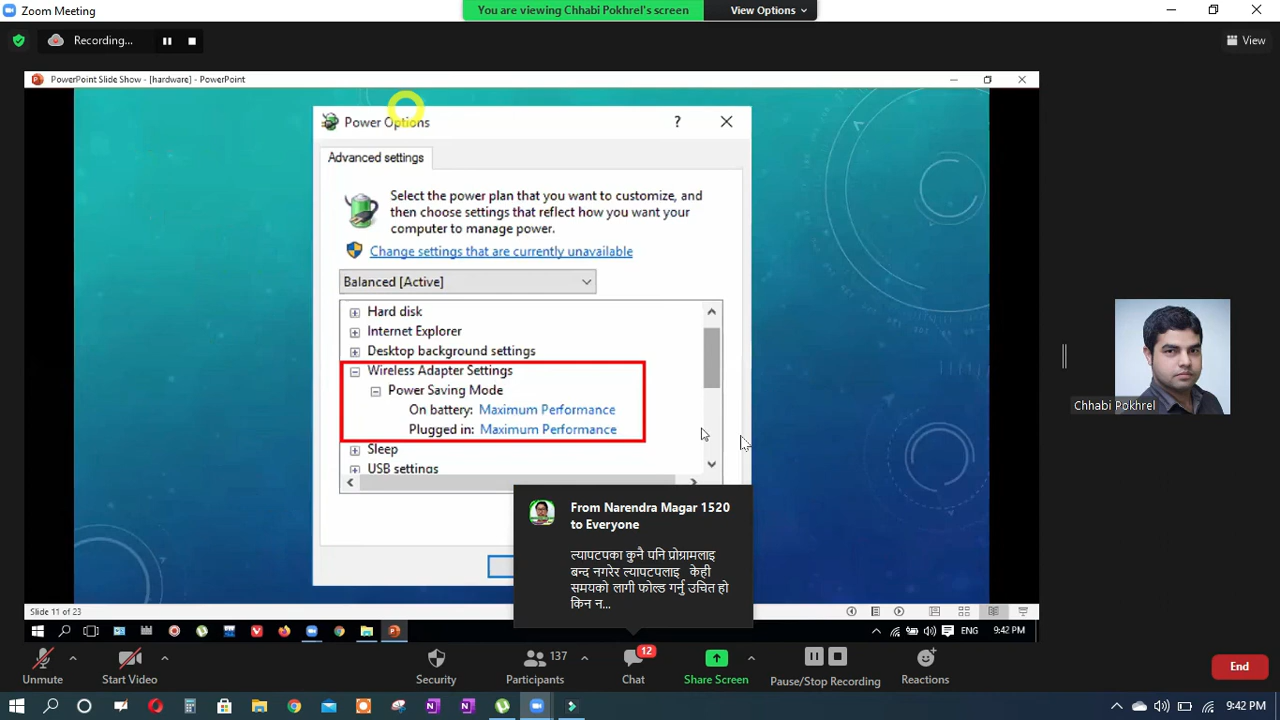 Zoom Meeting
You are viewing Chhabi Pokhrel's screen
View Options
Recording...
View
PowerPoint Slide Show - [hardware] - PowerPoint
Power Options
?
Advanced settings
Select the power plan that you want to customize, and
then choose settings that reflect how you want your
computer to manage power.
Change settings that are currently unavailable
Balanced [Active]
Hard disk
Internet Explorer
Desktop background settings
Wireless Adapter Settings
Power Saving Mode
On battery: Maximum Performance
Plugged in: Maximum Performance
Sleep
USB settings
Chhabi Pokhrel
From Narendra Magar 1520
to Everyone
ल्यापटपका कुनै पनि प्रोग्रामलाइ
बन्द नगरेर ल्यापटपलाइ केही
समयको लागी फोल्ड गर्नु उचित हो
किन न...
Slide 11 of 23
ENG 9:42 PM
Unmute
Start Video
Security
Participants 137
Chat 12
Share Screen
Pause/Stop Recording
Reactions
End
ENG 9:42 PM